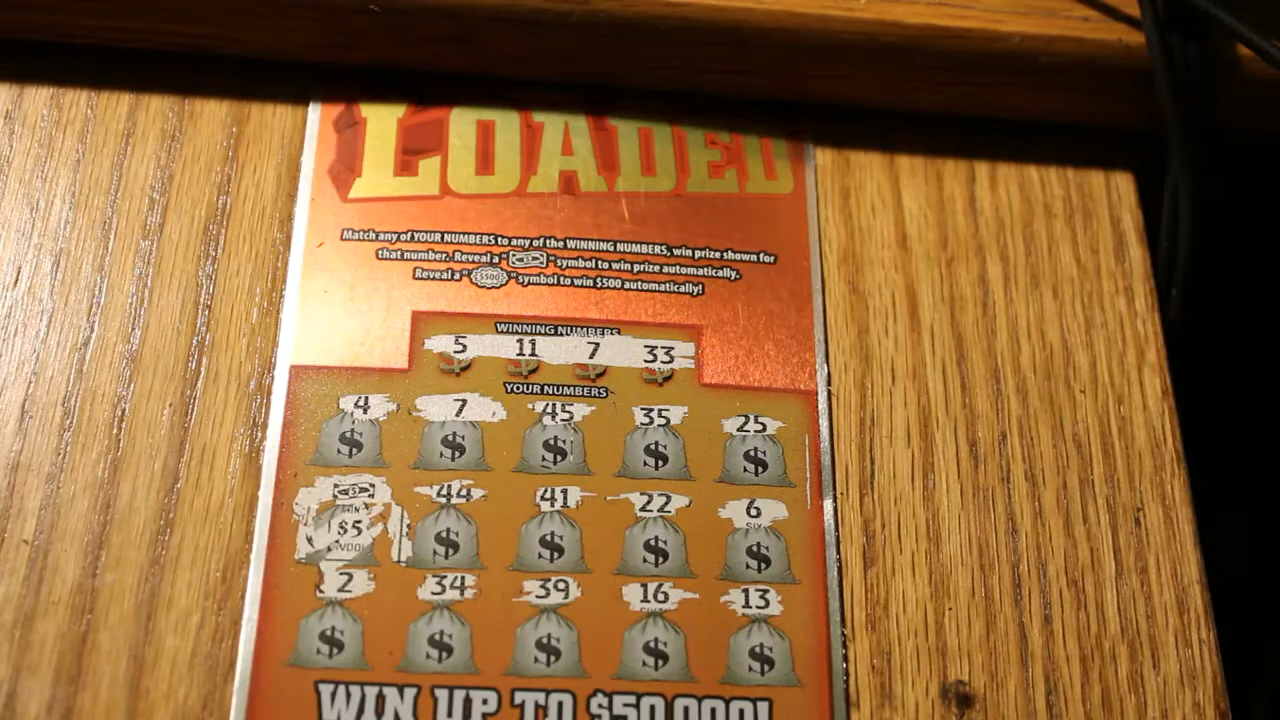 LOADED
Match any of YOUR NUMBERS to any of the WINNING NUMBERS, win prize shown for
that number. Reveal a " $ " symbol to win prize automatically.
Reveal a " $500 " symbol to win $500 automatically!
WINNING NUMBERS
5 11 7 33
YOUR NUMBERS
4 7 45 35 25
$ $ $ $ $
$ 44 41 22 6
WIN
$5 $ $ $ $
2 34 39 16 13
$ $ $ $ $
WIN UP TO $50,000!